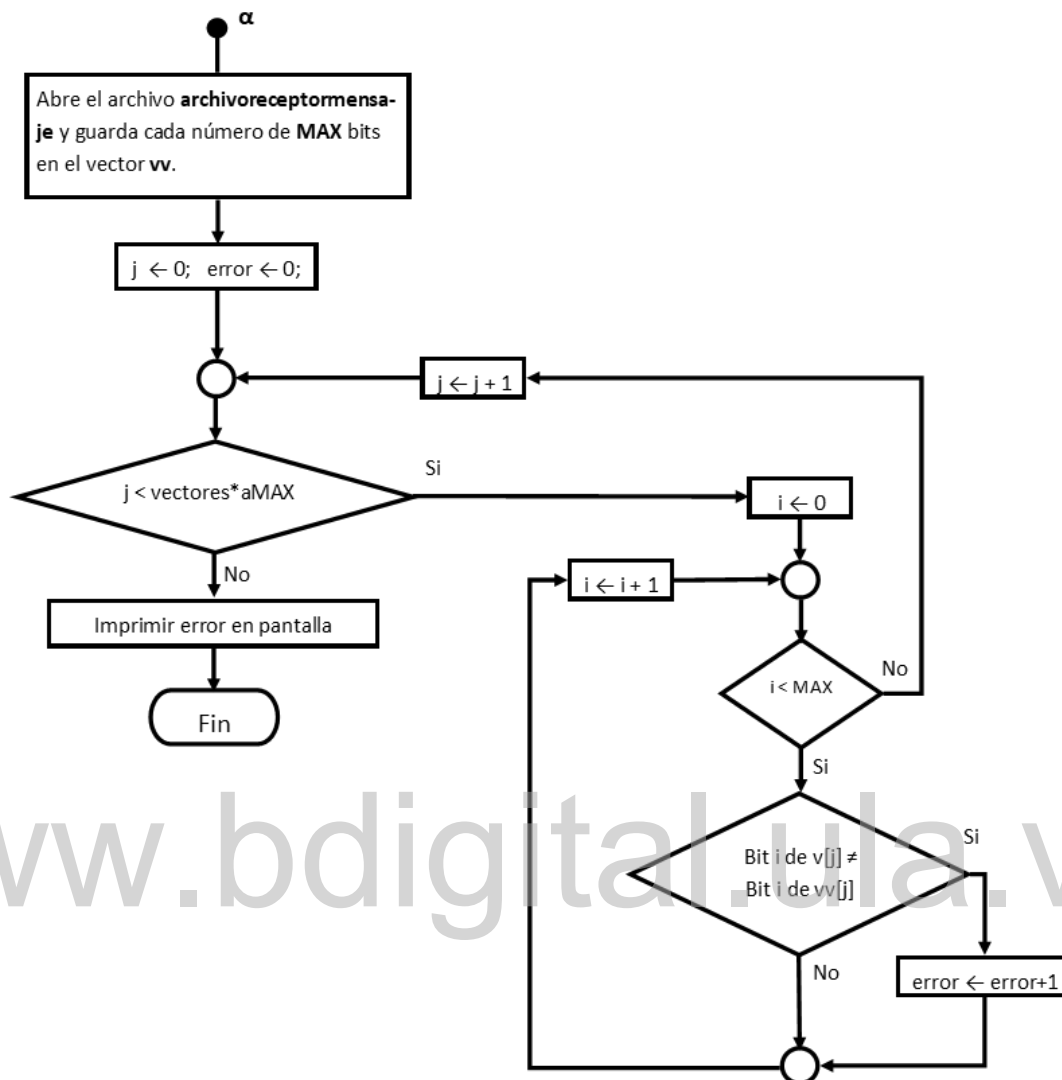 α
Abre el archivo archivoreceptormensa-
je y guarda cada número de MAX bits
en el vector vv.
j ← 0; error ← 0;
j ← j + 1
j < vectores*aMAX
Si
i ← 0
No
i ← i + 1
Imprimir error en pantalla
i < MAX
No
Fin
Si
Bit i de v[j] ≠
Bit i de vv[j]
Si
No
error ← error+1
ww.bdigital.ula.v